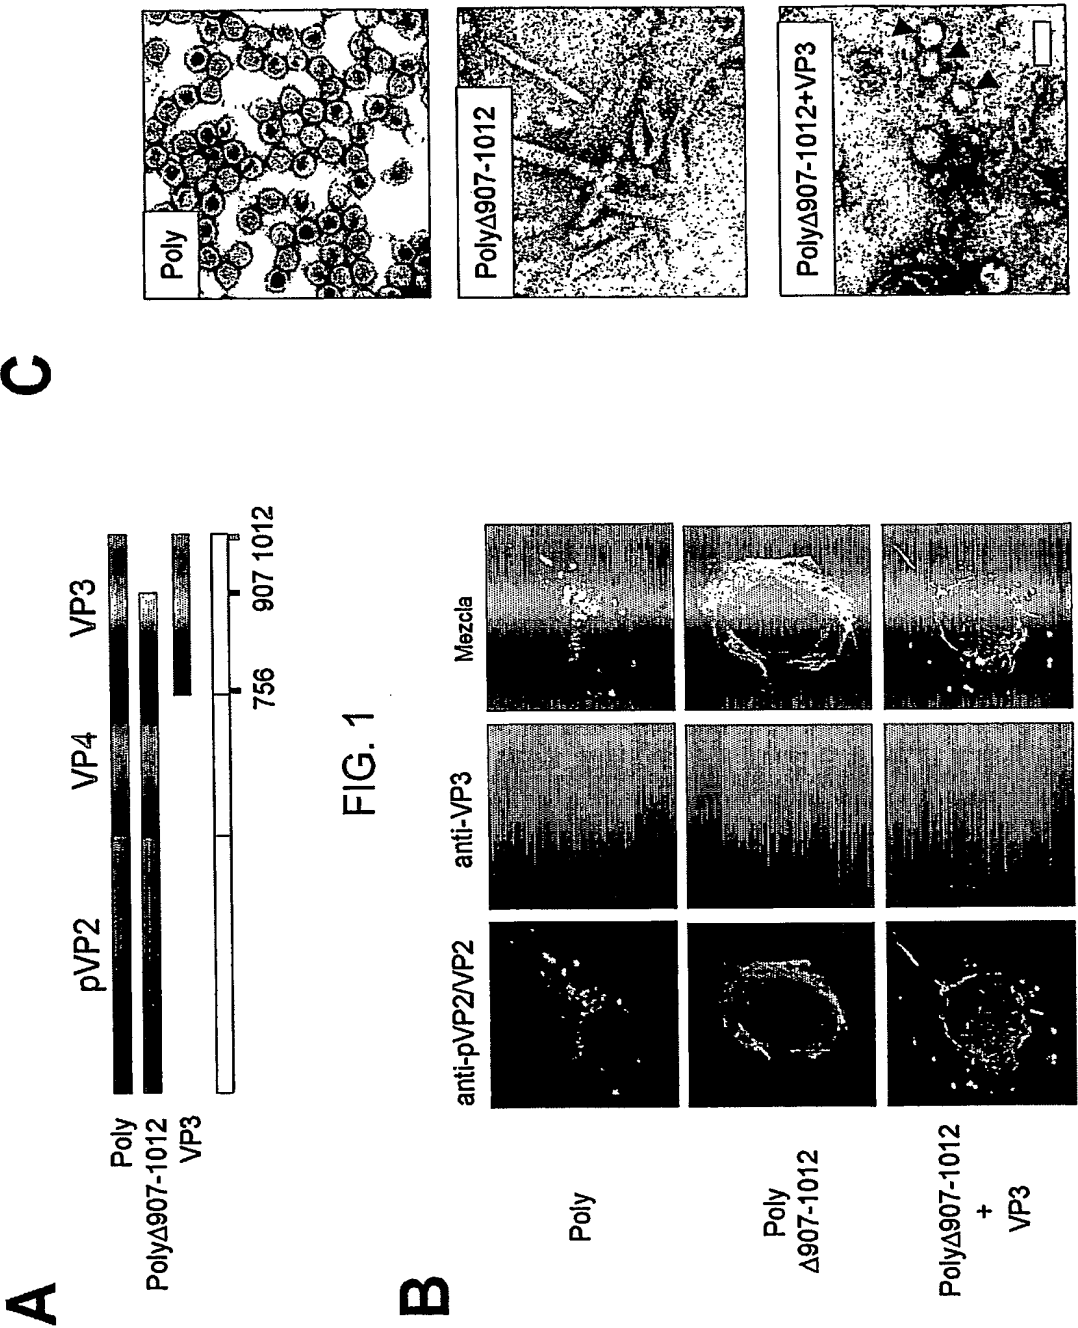 A
pVP2 VP4 VP3
Poly
PolyΔ907-1012
VP3
756 907 1012
FIG. 1
B
anti-pVP2/VP2 anti-VP3 Mezcla
Poly
Poly
Δ907-1012
PolyΔ907-1012
+
VP3
C
Poly
PolyΔ907-1012
PolyΔ907-1012+VP3